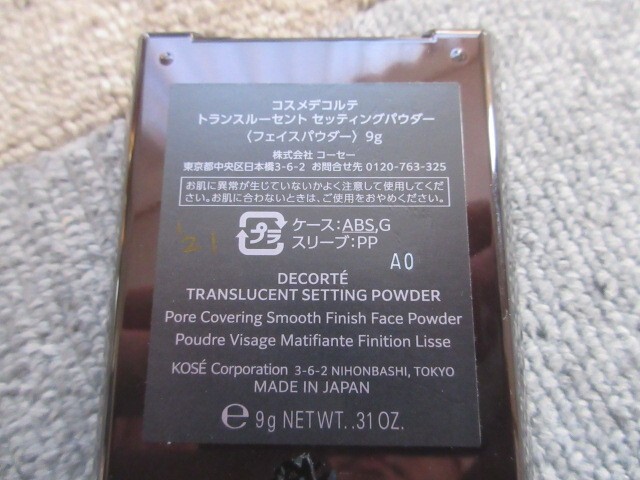 コスメデコルテ
トランスルーセント セッティングパウダー
〈フェイスパウダー〉9g
株式会社 コーセー
東京都中央区日本橋3-6-2 お問合せ先 0120-763-325
お肌に異常が生じていないかよく注意して使用してくだ
さい。お肌に合わないときは、ご使用をおやめください。
プラ
ケース:ABS,G
スリーブ:PP
'21
A0
DECORTÉ
TRANSLUCENT SETTING POWDER
Pore Covering Smooth Finish Face Powder
Poudre Visage Matifiante Finition Lisse
KOSÉ Corporation 3-6-2 NIHONBASHI, TOKYO
MADE IN JAPAN
℮ 9g NET WT. .31 OZ.